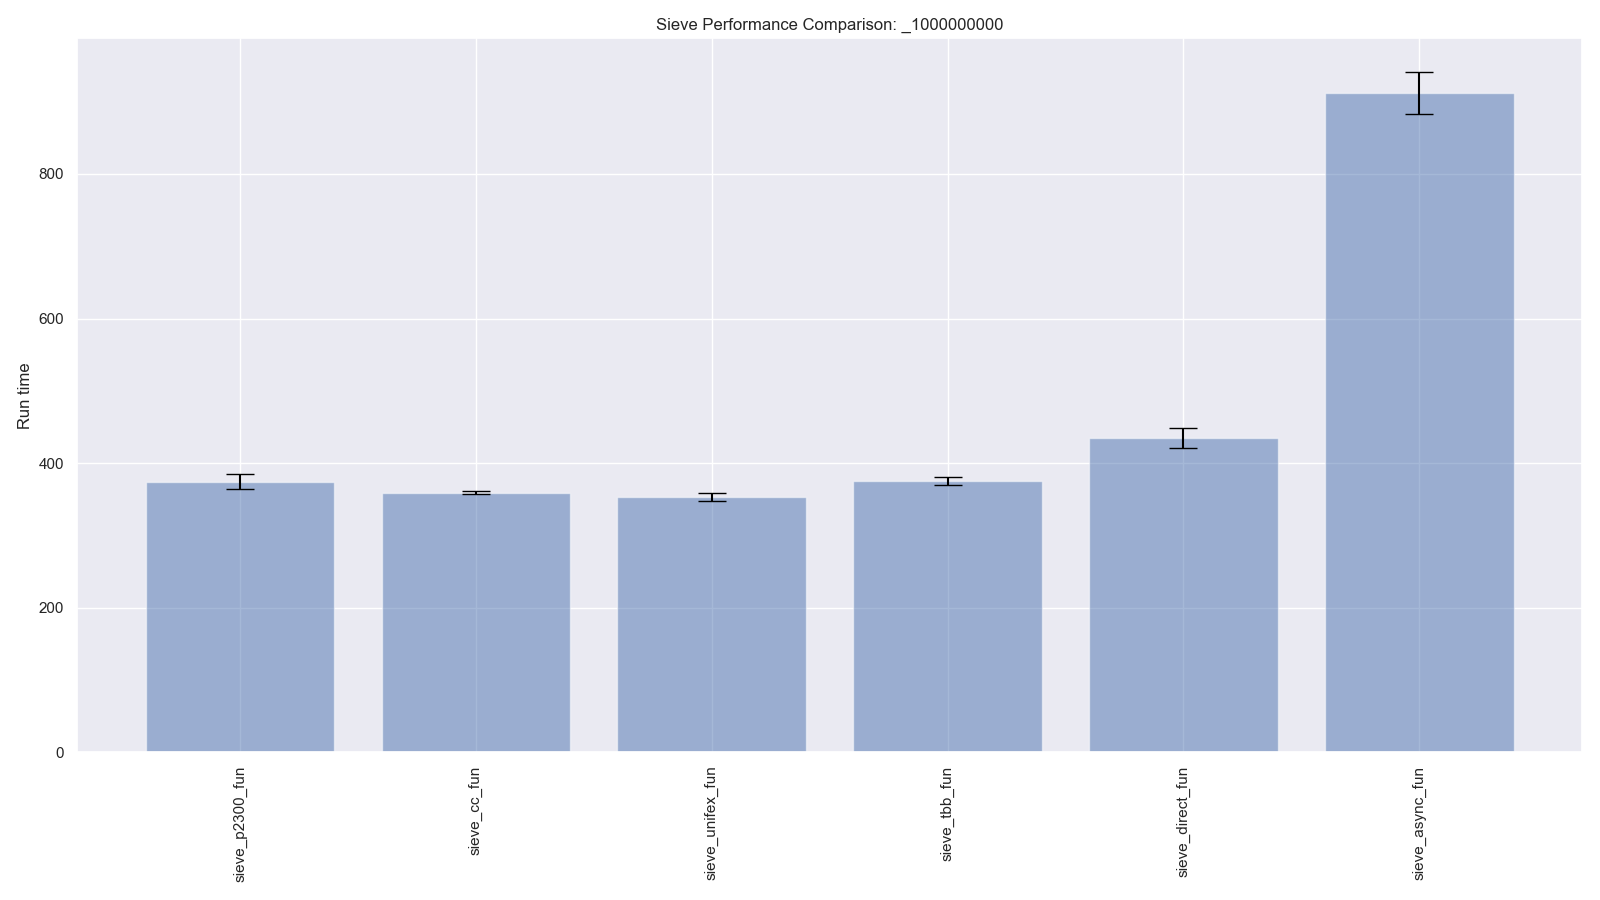 Sieve Performance Comparison: _1000000000
Run time
800
600
400
200
0
sieve_p2300_fun
sieve_cc_fun
sieve_unifex_fun
sieve_tbb_fun
sieve_direct_fun
sieve_async_fun